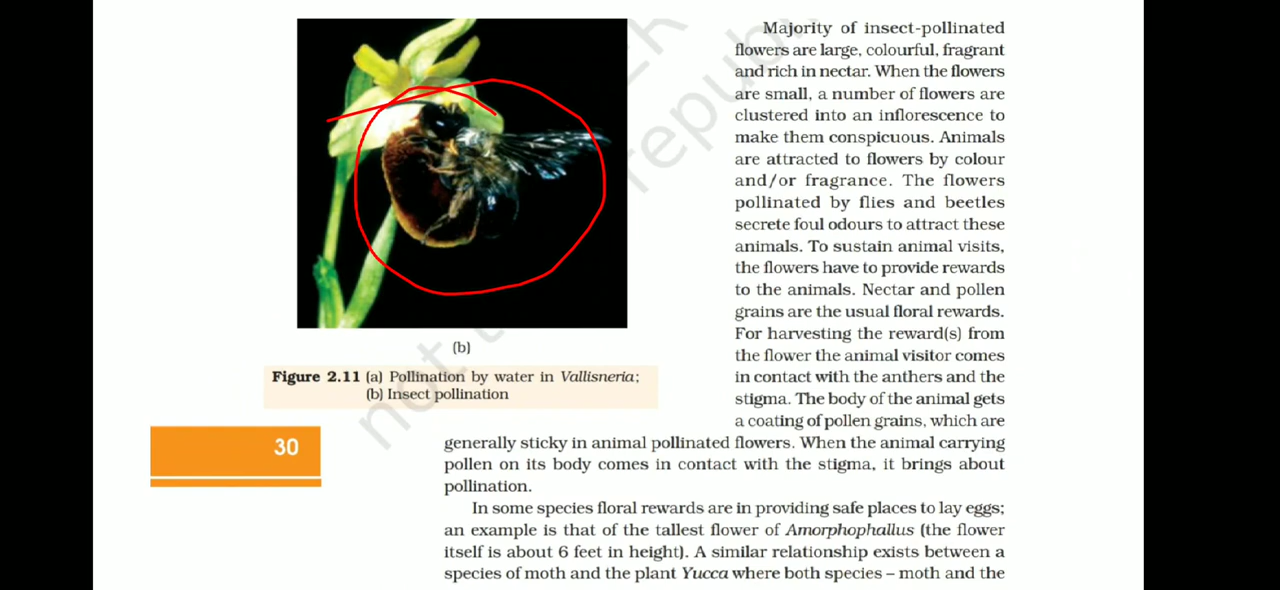 Majority of insect-pollinated
flowers are large, colourful, fragrant
and rich in nectar. When the flowers
are small, a number of flowers are
clustered into an inflorescence to
make them conspicuous. Animals
are attracted to flowers by colour
and/or fragrance. The flowers
pollinated by flies and beetles
secrete foul odours to attract these
animals. To sustain animal visits,
the flowers have to provide rewards
to the animals. Nectar and pollen
grains are the usual floral rewards.
For harvesting the reward(s) from
the flower the animal visitor comes
in contact with the anthers and the
stigma. The body of the animal gets
a coating of pollen grains, which are
generally sticky in animal pollinated flowers. When the animal carrying
pollen on its body comes in contact with the stigma, it brings about
pollination.
In some species floral rewards are in providing safe places to lay eggs;
an example is that of the tallest flower of Amorphophallus (the flower
itself is about 6 feet in height). A similar relationship exists between a
species of moth and the plant Yucca where both species – moth and the
(b)
Figure 2.11 (a) Pollination by water in Vallisneria;
(b) Insect pollination
30
not
republ